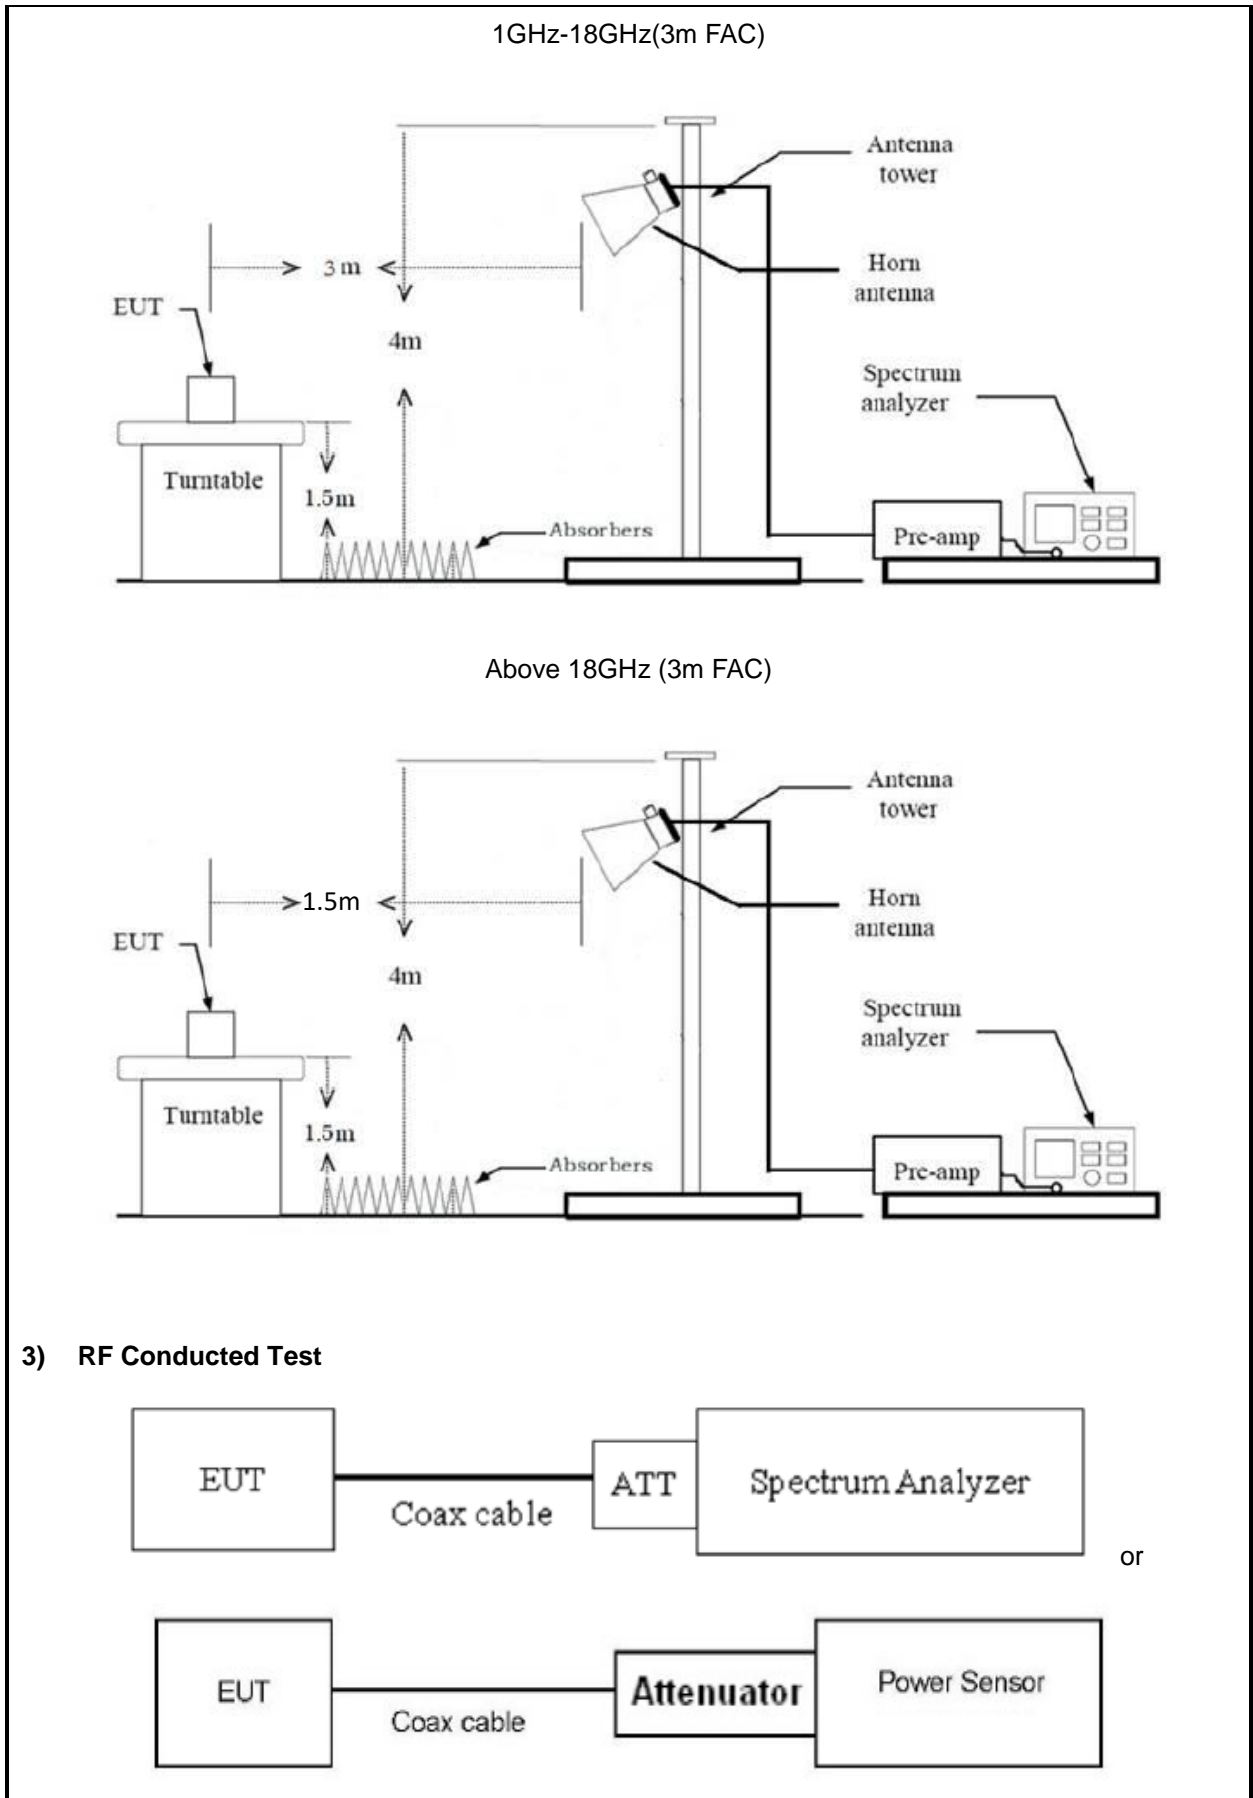 1GHz-18GHz(3m FAC)
Antenna
tower
3 m
Horn
antenna
EUT
4m
Spectrum
analyzer
Turntable
1.5m
Absorbers
Pre-amp
Above 18GHz (3m FAC)
Antenna
tower
1.5m
Horn
antenna
EUT
4m
Spectrum
analyzer
Turntable
1.5m
Absorbers
Pre-amp
3) RF Conducted Test
EUT
Coax cable
ATT
Spectrum Analyzer
or
EUT
Coax cable
Attenuator
Power Sensor